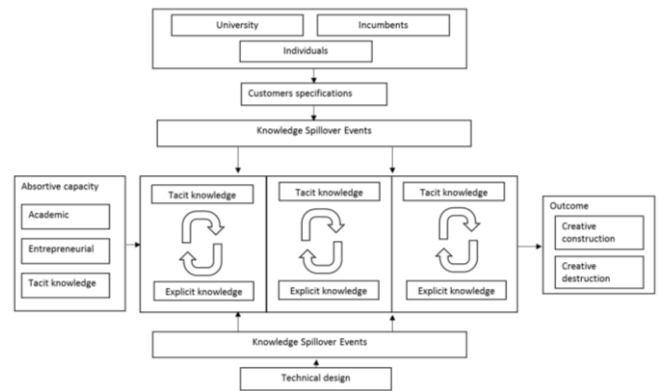 University
Incumbents
Individuals
Customers specifications
Knowledge Spillover Events
Absortive capacity
Academic
Entrepreneurial
Tacit knowledge
Tacit knowledge
Explicit knowledge
Tacit knowledge
Explicit knowledge
Tacit knowledge
Explicit knowledge
Outcome
Creative
construction
Creative
destruction
Knowledge Spillover Events
Technical design